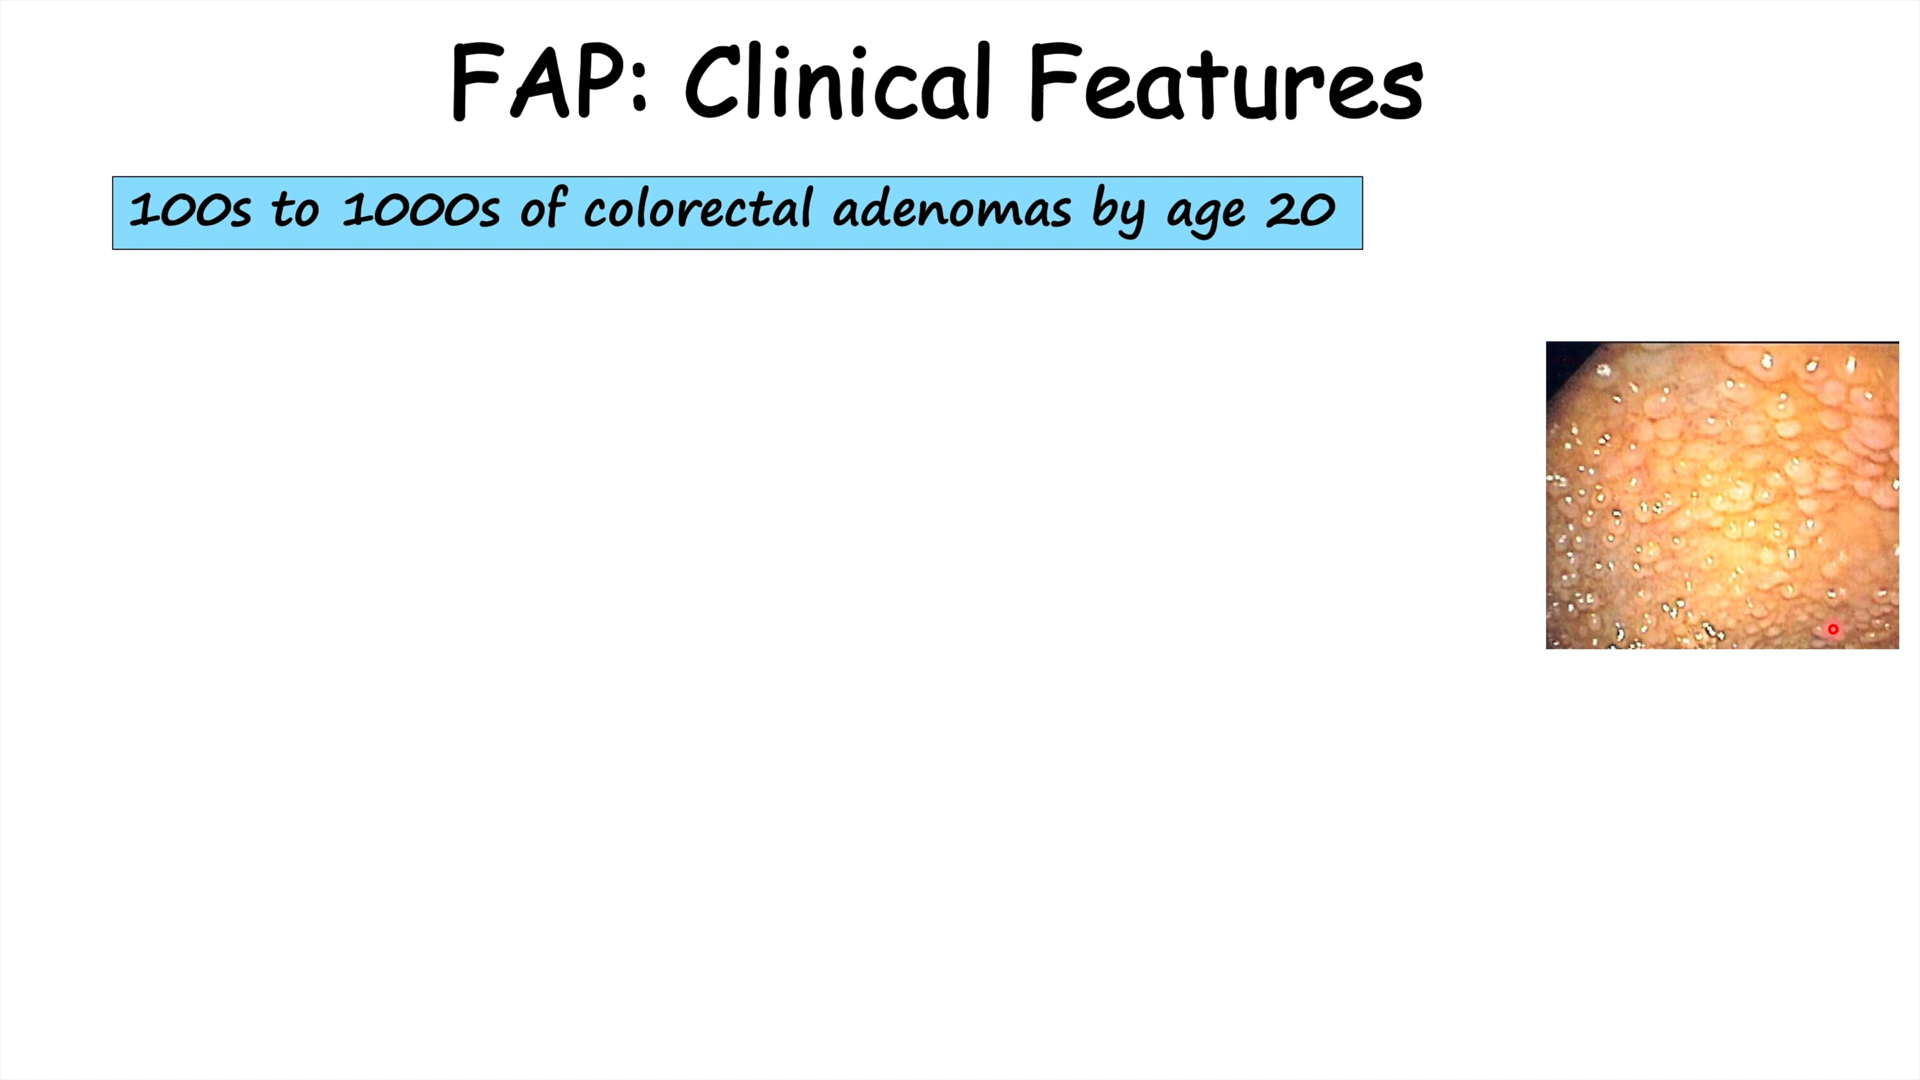 FAP: Clinical Features
100s to 1000s of colorectal adenomas by age 20